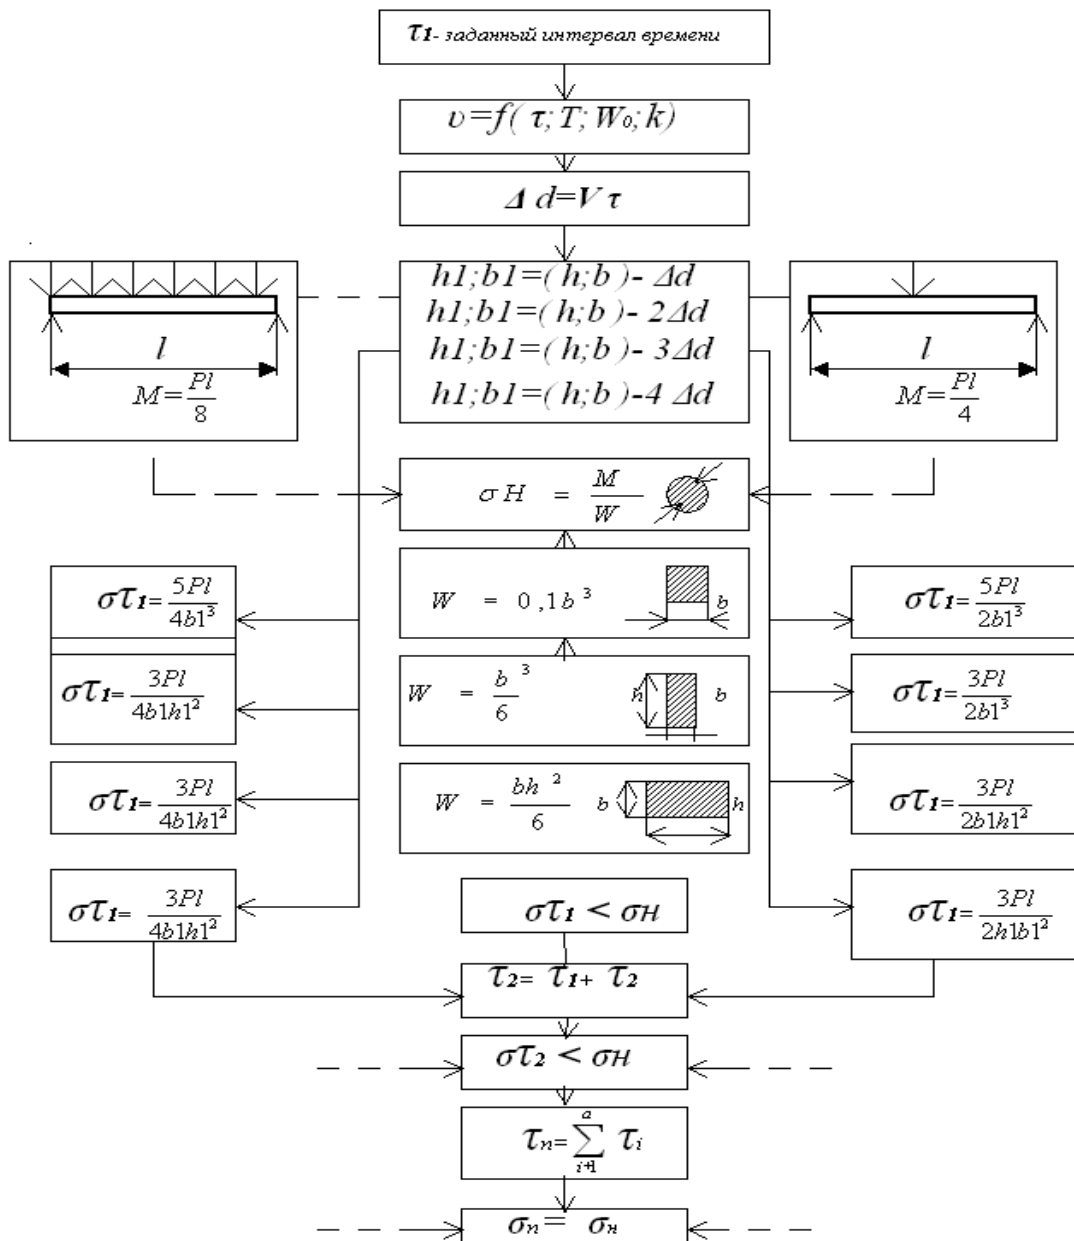 τ1- заданный интервал времени
υ=f( τ; T; W0; k)
Δ d=V τ
h1;b1=(h;b)- Δd
h1;b1=(h;b)- 2Δd
h1;b1=(h;b)- 3Δd
h1;b1=(h;b)-4 Δd
l
M=Pl/8
l
M=Pl/4
σ H = M/W
W = 0,1b³
b
W = b³/6
h
b
W = bh²/6
b
h
στ1=5Pl/4b1³
στ1=3Pl/4b1h1²
στ1=3Pl/4b1h1²
στ1= 3Pl/4b1h1²
στ1=5Pl/2b1³
στ1=3Pl/2b1³
στ1=3Pl/2b1h1²
στ1=3Pl/2h1b1²
στ1 < σн
τ2= τ1+ τ2
στ2 < σн
τn=∑ a i+1 τi
σn= σн